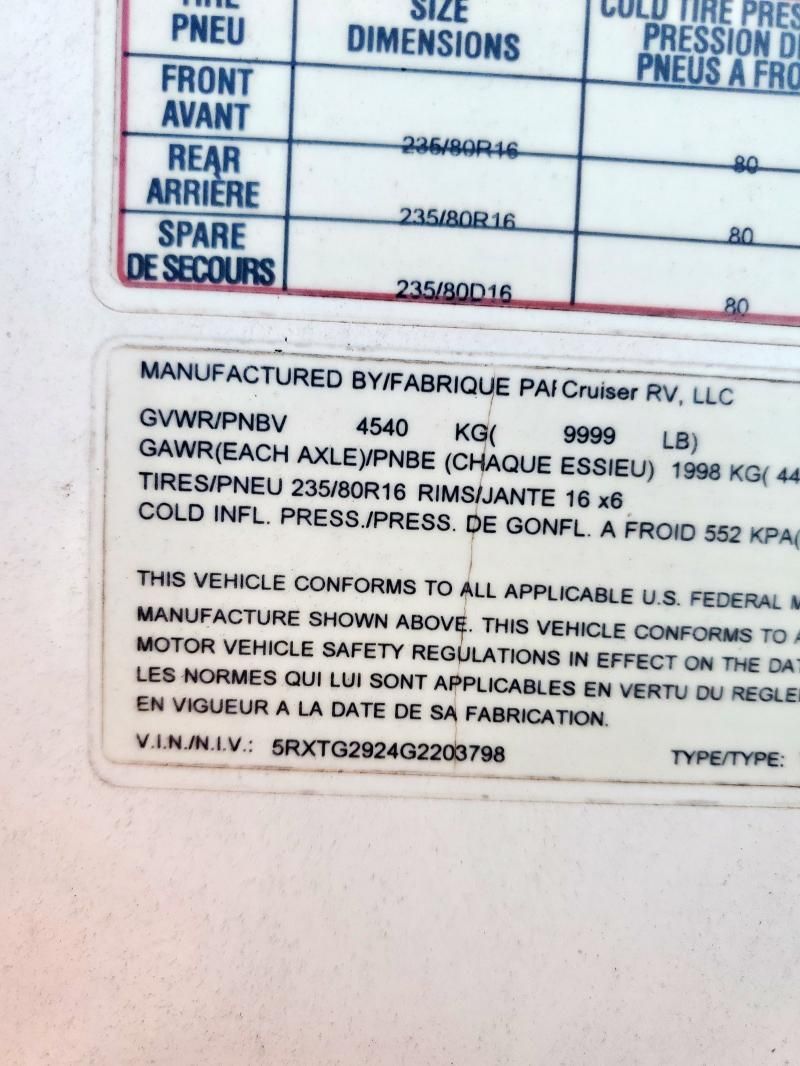 TIRE
PNEU
SIZE
DIMENSIONS
COLD TIRE PRES
PRESSION D
PNEUS A FRO
FRONT
AVANT
235/80R16
80
REAR
ARRIÈRE
235/80R16
80
SPARE
DE SECOURS
235/80D16
80
MANUFACTURED BY/FABRIQUE PAR Cruiser RV, LLC
GVWR/PNBV 4540 KG( 9999 LB)
GAWR(EACH AXLE)/PNBE (CHAQUE ESSIEU) 1998 KG( 44
TIRES/PNEU 235/80R16 RIMS/JANTE 16 x6
COLD INFL. PRESS./PRESS. DE GONFL. A FROID 552 KPA(
THIS VEHICLE CONFORMS TO ALL APPLICABLE U.S. FEDERAL M
MANUFACTURE SHOWN ABOVE. THIS VEHICLE CONFORMS TO A
MOTOR VEHICLE SAFETY REGULATIONS IN EFFECT ON THE DAT
LES NORMES QUI LUI SONT APPLICABLES EN VERTU DU REGLE
EN VIGUEUR A LA DATE DE SA FABRICATION.
V.I.N./N.I.V.: 5RXTG2924G2203798 TYPE/TYPE: